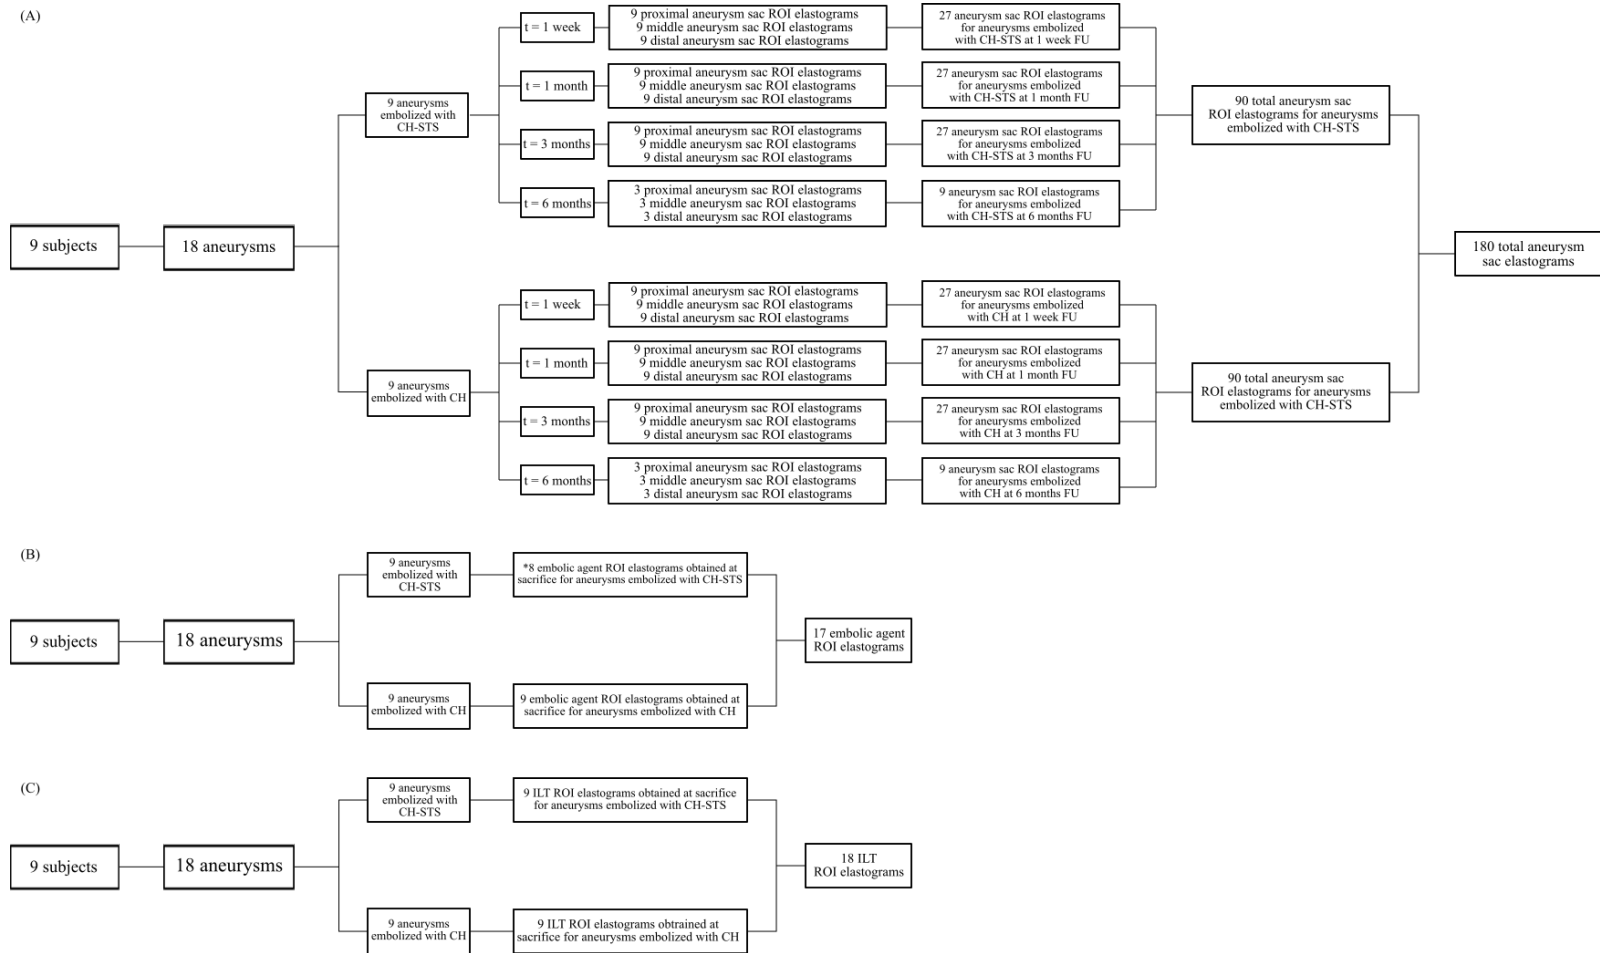 (A)
9 subjects
18 aneurysms
9 aneurysms
embolized with
CH-STS
t = 1 week
9 proximal aneurysm sac ROI elastograms
9 middle aneurysm sac ROI elastograms
9 distal aneurysm sac ROI elastograms
27 aneurysm sac ROI elastograms
for aneurysms embolized
with CH-STS at 1 week FU
t = 1 month
9 proximal aneurysm sac ROI elastograms
9 middle aneurysm sac ROI elastograms
9 distal aneurysm sac ROI elastograms
27 aneurysm sac ROI elastograms
for aneurysms embolized
with CH-STS at 1 month FU
t = 3 months
9 proximal aneurysm sac ROI elastograms
9 middle aneurysm sac ROI elastograms
9 distal aneurysm sac ROI elastograms
27 aneurysm sac ROI elastograms
for aneurysms embolized
with CH-STS at 3 months FU
t = 6 months
3 proximal aneurysm sac ROI elastograms
3 middle aneurysm sac ROI elastograms
3 distal aneurysm sac ROI elastograms
9 aneurysm sac ROI elastograms
for aneurysms embolized
with CH-STS at 6 months FU
90 total aneurysm sac
ROI elastograms for aneurysms
embolized with CH-STS
9 aneurysms
embolized with CH
t = 1 week
9 proximal aneurysm sac ROI elastograms
9 middle aneurysm sac ROI elastograms
9 distal aneurysm sac ROI elastograms
27 aneurysm sac ROI elastograms
for aneurysms embolized
with CH at 1 week FU
t = 1 month
9 proximal aneurysm sac ROI elastograms
9 middle aneurysm sac ROI elastograms
9 distal aneurysm sac ROI elastograms
27 aneurysm sac ROI elastograms
for aneurysms embolized
with CH at 1 month FU
t = 3 months
9 proximal aneurysm sac ROI elastograms
9 middle aneurysm sac ROI elastograms
9 distal aneurysm sac ROI elastograms
27 aneurysm sac ROI elastograms
for aneurysms embolized
with CH at 3 months FU
t = 6 months
3 proximal aneurysm sac ROI elastograms
3 middle aneurysm sac ROI elastograms
3 distal aneurysm sac ROI elastograms
9 aneurysm sac ROI elastograms
for aneurysms embolized
with CH at 6 months FU
90 total aneurysm sac
ROI elastograms for aneurysms
embolized with CH-STS
180 total aneurysm
sac elastograms
(B)
9 subjects
18 aneurysms
9 aneurysms
embolized with
CH-STS
*8 embolic agent ROI elastograms obtained at
sacrifice for aneurysms embolized with CH-STS
9 aneurysms
embolized with CH
9 embolic agent ROI elastograms obtained at
sacrifice for aneurysms embolized with CH
17 embolic agent
ROI elastograms
(C)
9 subjects
18 aneurysms
9 aneurysms
embolized with
CH-STS
9 ILT ROI elastograms obtained at sacrifice
for aneurysms embolized with CH-STS
9 aneurysms
embolized with CH
9 ILT ROI elastograms obtrained at
sacrifice for aneurysms embolized with CH
18 ILT
ROI elastograms